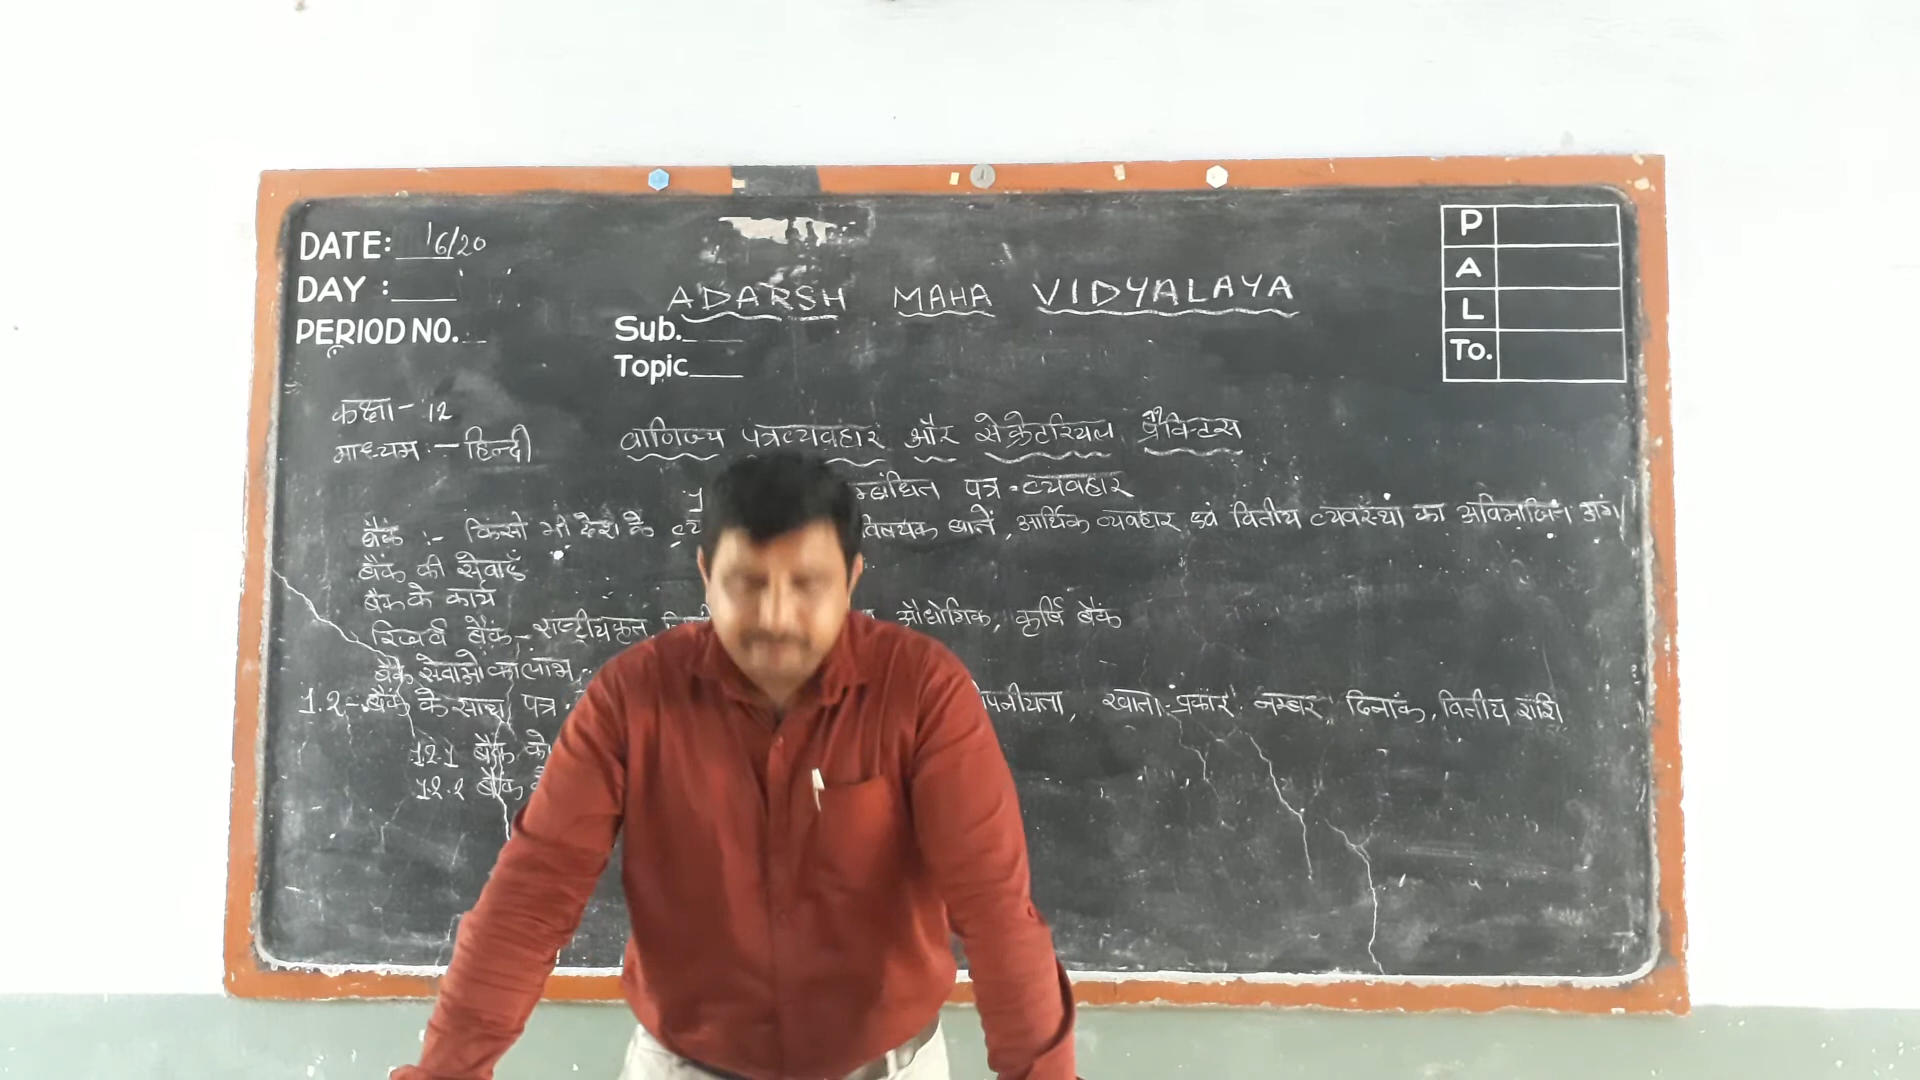 DATE: 16/20
DAY :
PERIOD NO.
P
A
L
To.
ADARSH MAHA VIDYALAYA
Sub.
Topic
कक्षा - 12
माध्यम :- हिन्दी
वाणिज्य पत्रव्यवहार और सेक्रेटरियल प्रैक्टिस
1 म्बंधित पत्र - व्यवहार
बैंक :- किसी भी देश के विषयक बातें, आर्थिक व्यवहार एवं वित्तीय व्यवस्था का अविभाजित अंग
बैंक की सेवाएँ
बैंक के कार्य
रिजर्व बैंक - राष्ट्रीयकृत औद्योगिक, कृषि बैंक
बैंक सेवाओ का लाभ
1.2 - बैंक के साथ पत्र पनीयता, खाता प्रकार नम्बर, दिनांक, वित्तीय राशि
1.2.1 बैंक को
1.2.2 बैंक